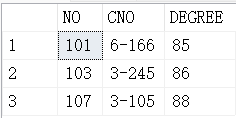 NO CNO DEGREE
1 101 6-166 85
2 103 3-245 86
3 107 3-105 88